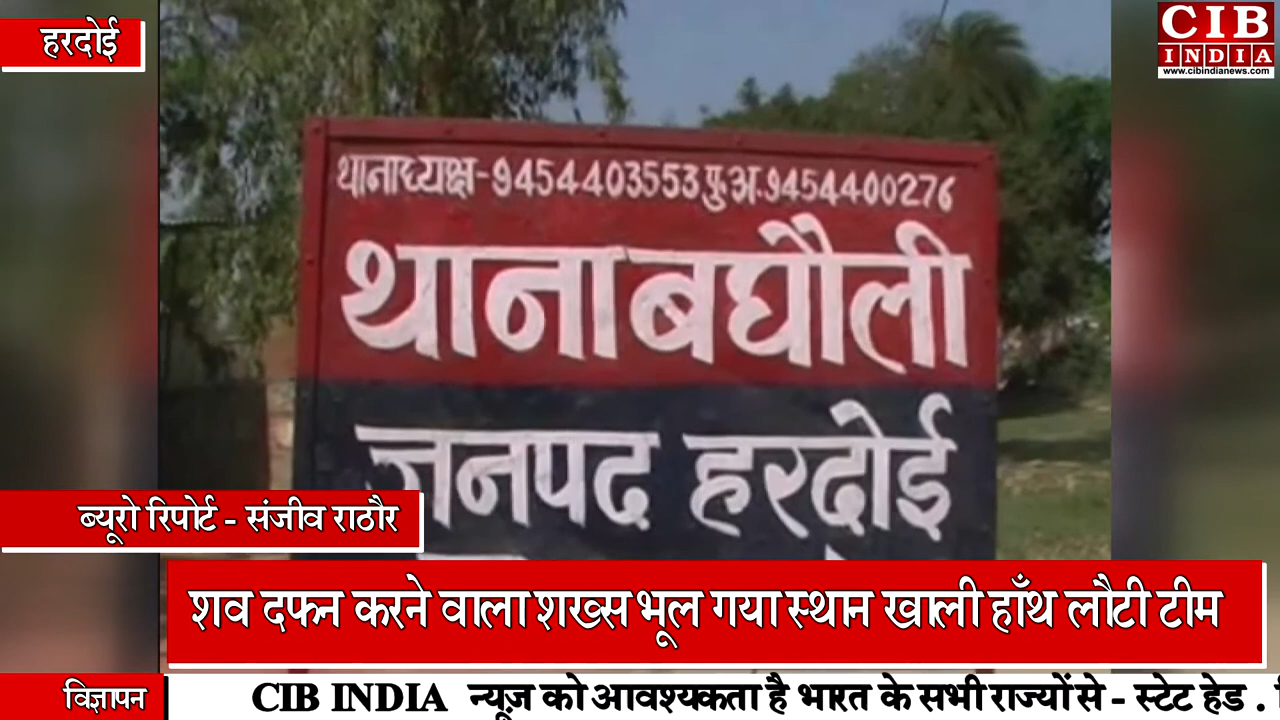 हरदोई
CIB
INDIA
www.cibindianews.com
थानाध्यक्ष-9454403553 पु.अ.9454400276
थाना बघौली
जनपद हरदोई
ब्यूरो रिपोर्ट - संजीव राठौर
शव दफन करने वाला शख्स भूल गया स्थान खाली हाँथ लौटी टीम
विज्ञापन
CIB INDIA न्यूज़ को आवश्यकता है भारत के सभी राज्यों से - स्टेट हेड .